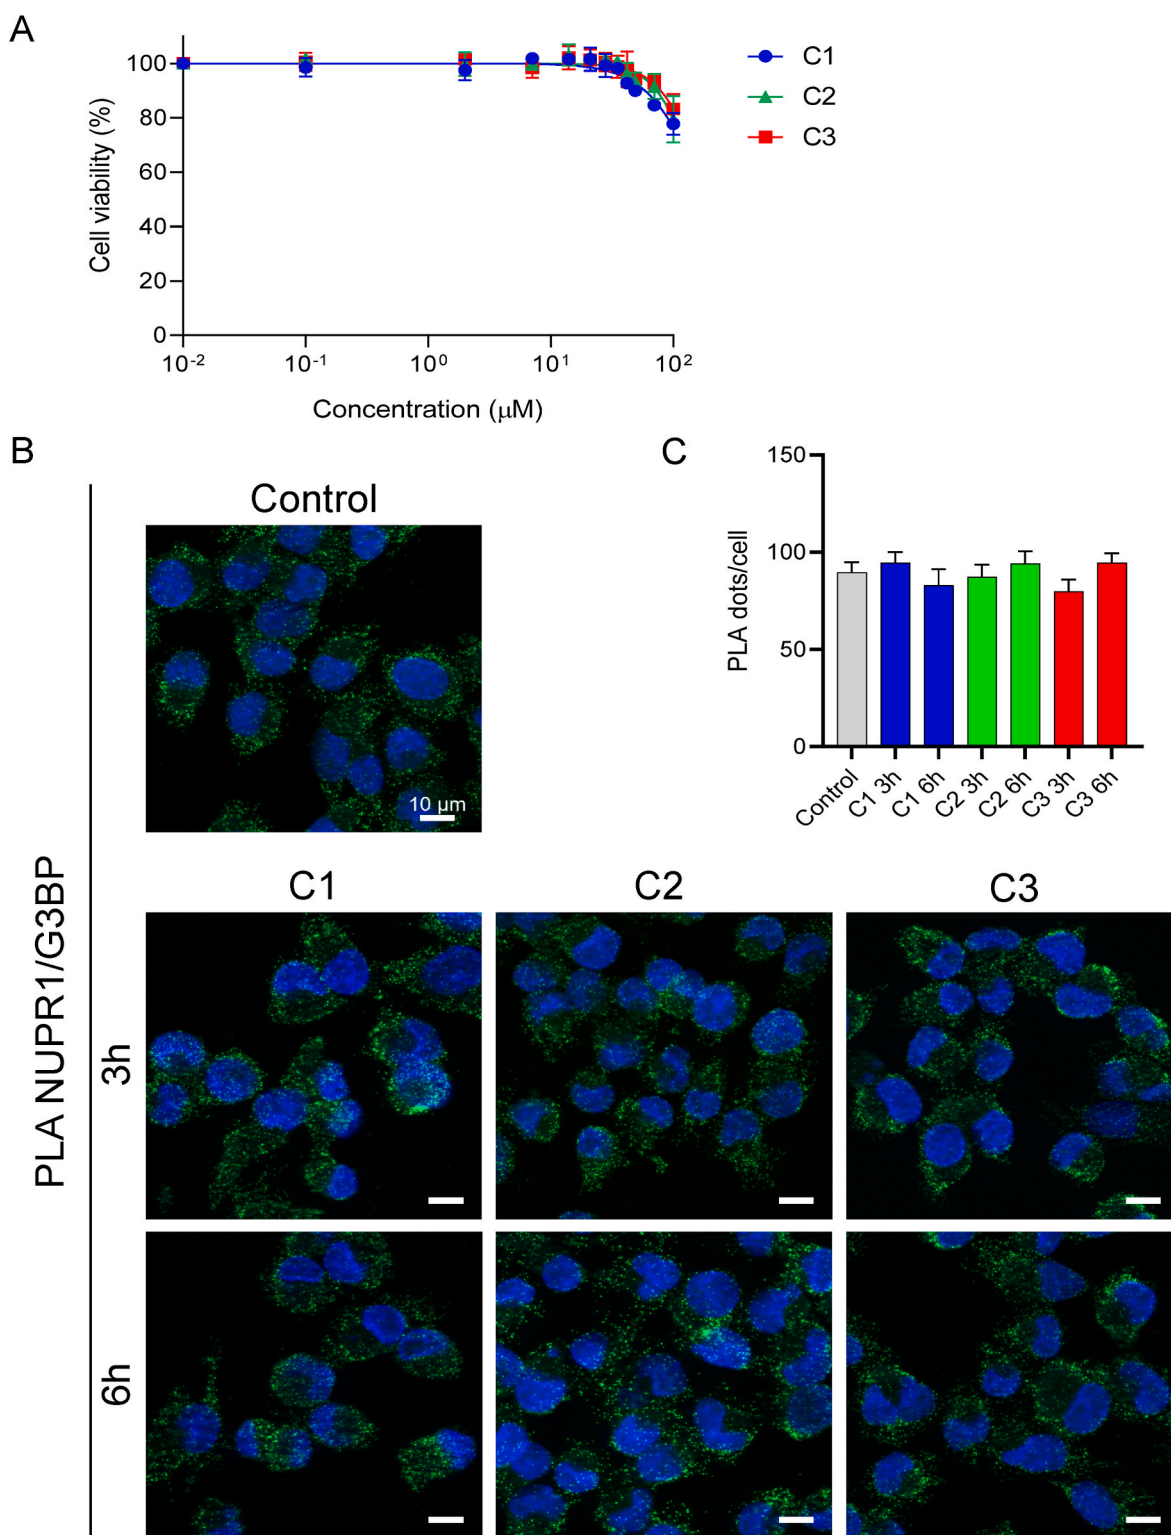 A
Cell viability (%)
100
80
60
40
20
0
10-2
10-1
100
101
102
Concentration (μM)
C1
C2
C3
B
PLA NUPR1/G3BP
Control
10 μm
C
PLA dots/cell
150
100
50
0
Control
C1 3h
C1 6h
C2 3h
C2 6h
C3 3h
C3 6h
C1
C2
C3
3h
6h